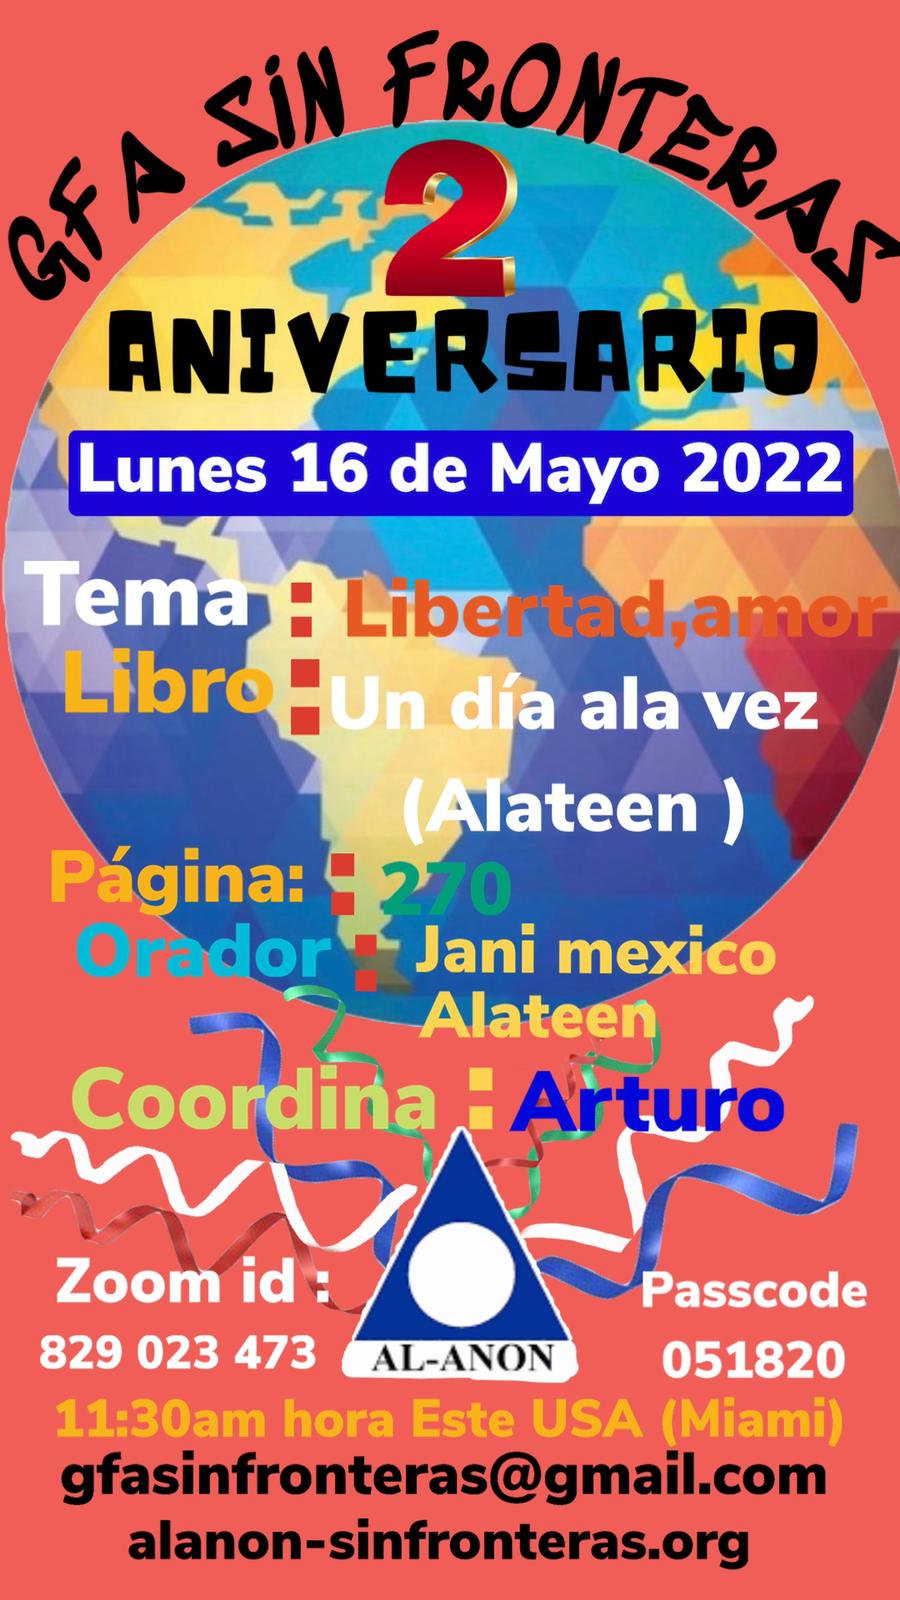 GFA SiN FRONTERAS
2
ANIVERSARIO
Lunes 16 de Mayo 2022
Tema : Libertad,amor
Libro : Un día ala vez
(Alateen )
Página: : 270
Orador : Jani mexico
Alateen
Coordina : Arturo
Zoom id :
829 023 473
AL-ANON
Passcode
051820
11:30am hora Este USA (Miami)
gfasinfronteras@gmail.com
alanon-sinfronteras.org